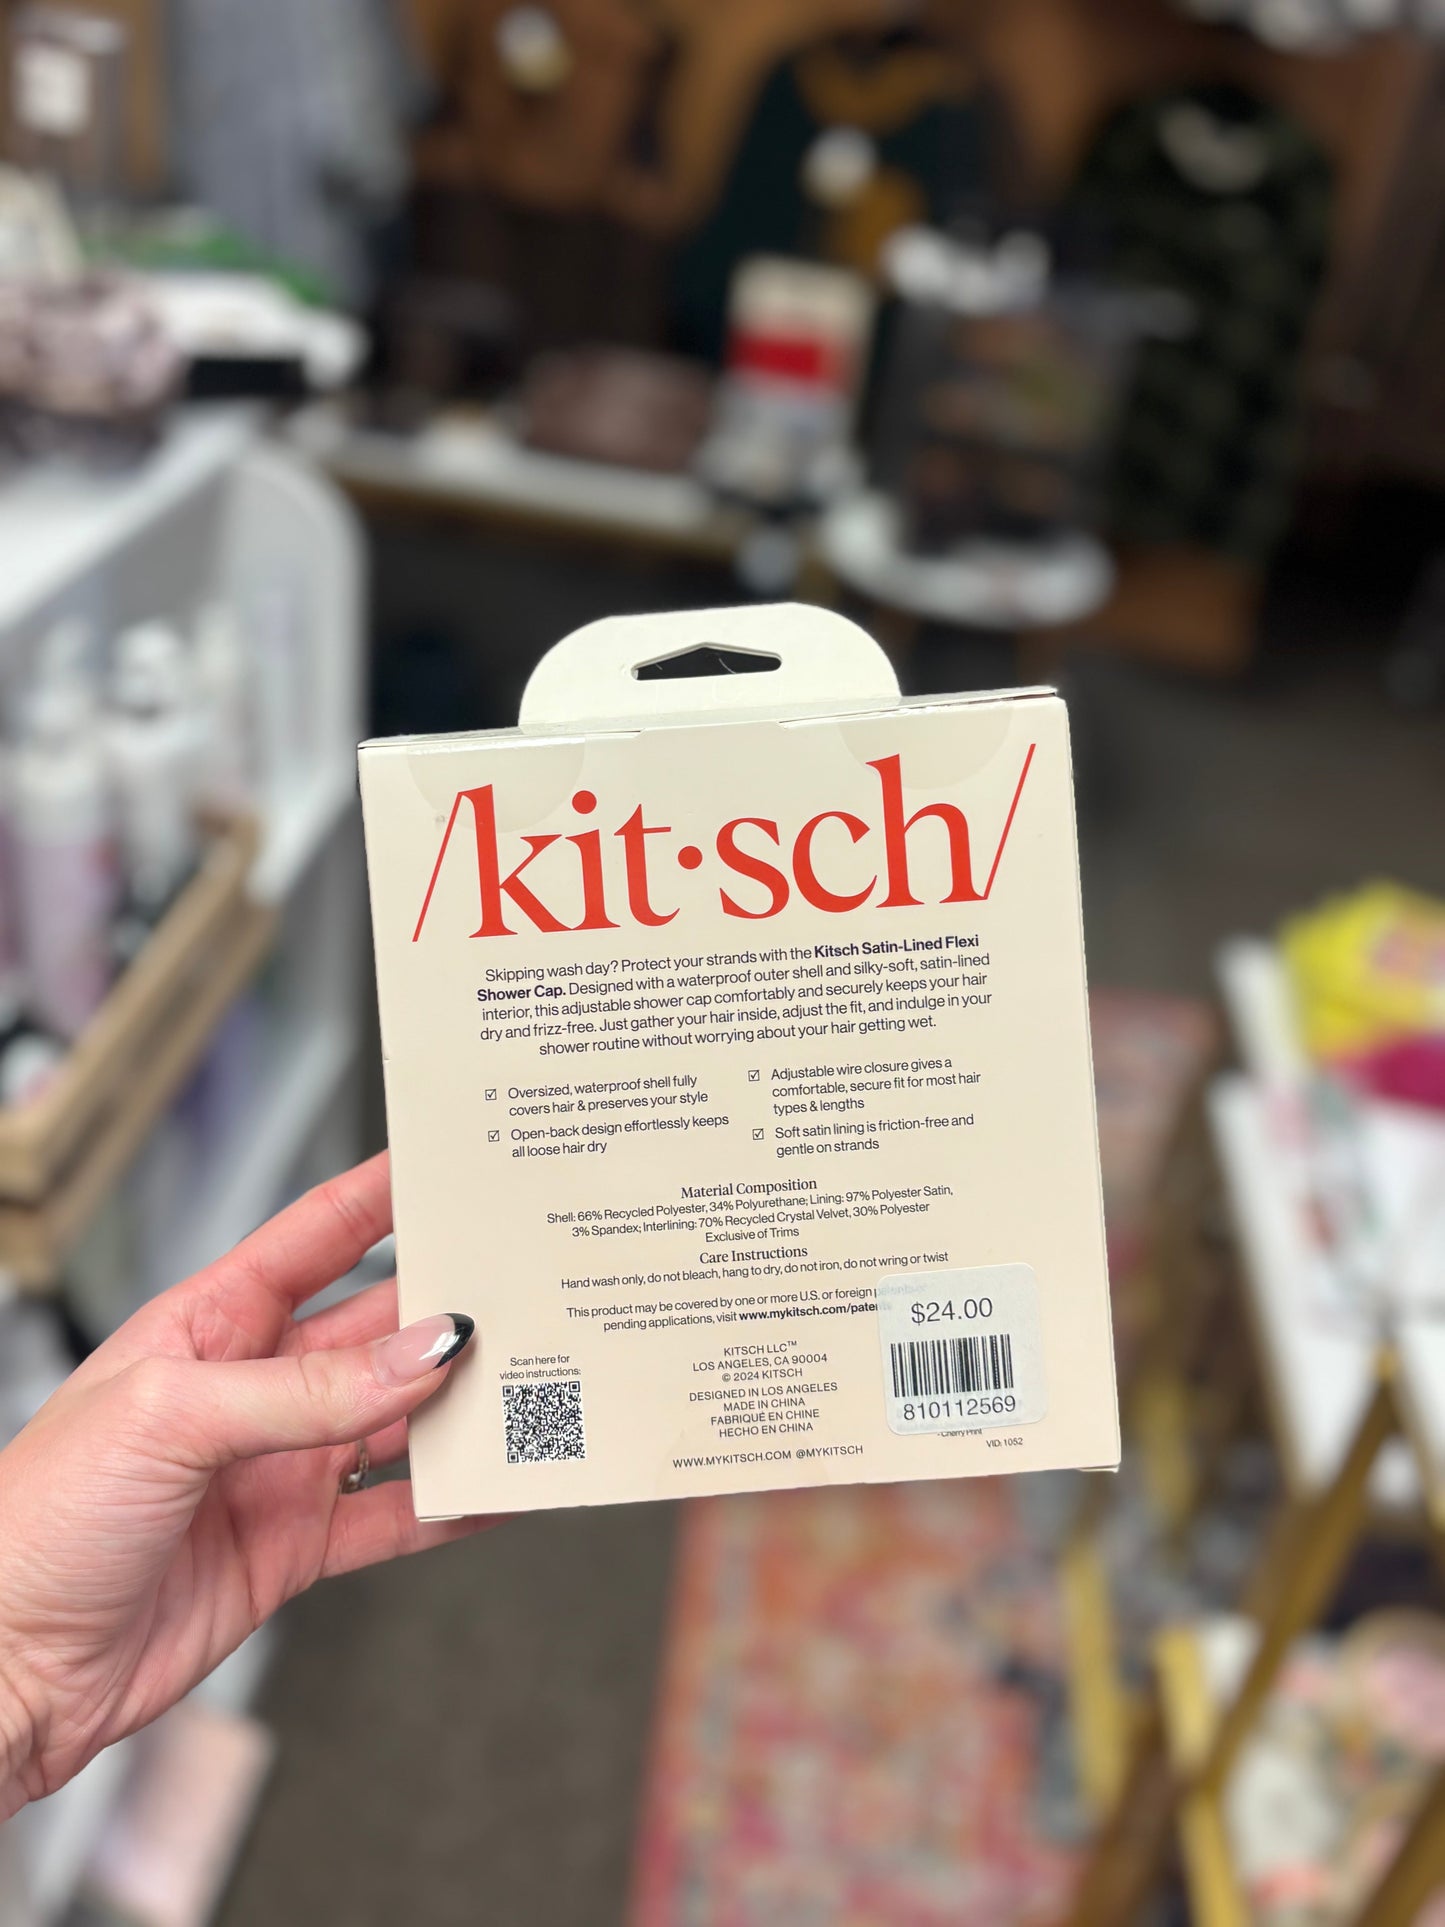 /kit·sch/
Skipping wash day? Protect your strands with the Kitsch Satin-Lined Flexi
Shower Cap. Designed with a waterproof outer shell and silky-soft, satin-lined
interior, this adjustable shower cap comfortably and securely keeps your hair
dry and frizz-free. Just gather your hair inside, adjust the fit, and indulge in your
shower routine without worrying about your hair getting wet.
☑ Oversized, waterproof shell fully
covers hair & preserves your style
☑ Open-back design effortlessly keeps
all loose hair dry
☑ Adjustable wire closure gives a
comfortable, secure fit for most hair
types & lengths
☑ Soft satin lining is friction-free and
gentle on strands
Material Composition
Shell: 66% Recycled Polyester, 34% Polyurethane; Lining: 97% Polyester Satin,
3% Spandex; Interlining: 70% Recycled Crystal Velvet, 30% Polyester
Exclusive of Trims
Care Instructions
Hand wash only, do not bleach, hang to dry, do not iron, do not wring or twist
This product may be covered by one or more U.S. or foreign
pending applications, visit www.mykitsch.com/paten
Scan here for
video instructions:
KITSCH LLC™
LOS ANGELES, CA 90004
© 2024 KITSCH
DESIGNED IN LOS ANGELES
MADE IN CHINA
FABRIQUÉ EN CHINE
HECHO EN CHINA
WWW.MYKITSCH.COM @MYKITSCH
$24.00
810112569
- Cherry Print
VID: 1052